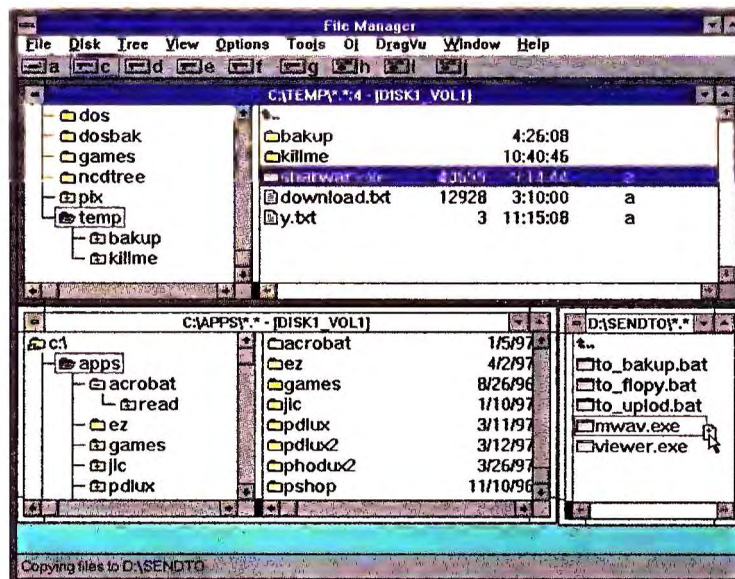 File Manager
File Disk Tree View Options Tools DragVu Window Help
a c d e f g h i j
C:\TEMP\*.*:4 - [DISK1_VOL1]
dos
dosbak
games
ncdtree
pix
temp
bakup
killme
..
bakup 4:26:08
killme 10:40:46
a
download.txt 12928 3:10:00 a
y.txt 3 11:15:08 a
C:\APPS\*.* - [DISK1_VOL1]
c:\
apps
acrobat
read
ez
games
jlc
pdlux
acrobat 1/5/97
ez 4/2/97
games 8/26/96
jlc 1/10/97
pdlux 3/11/97
pdlux2 3/12/97
phodux2 3/26/97
pshop 11/10/96
D:\SENDTO\*.*
..
to_bakup.bat
to_flopy.bat
to_uplod.bat
mwav.exe
viewer.exe
Copying files to D:\SENDTO